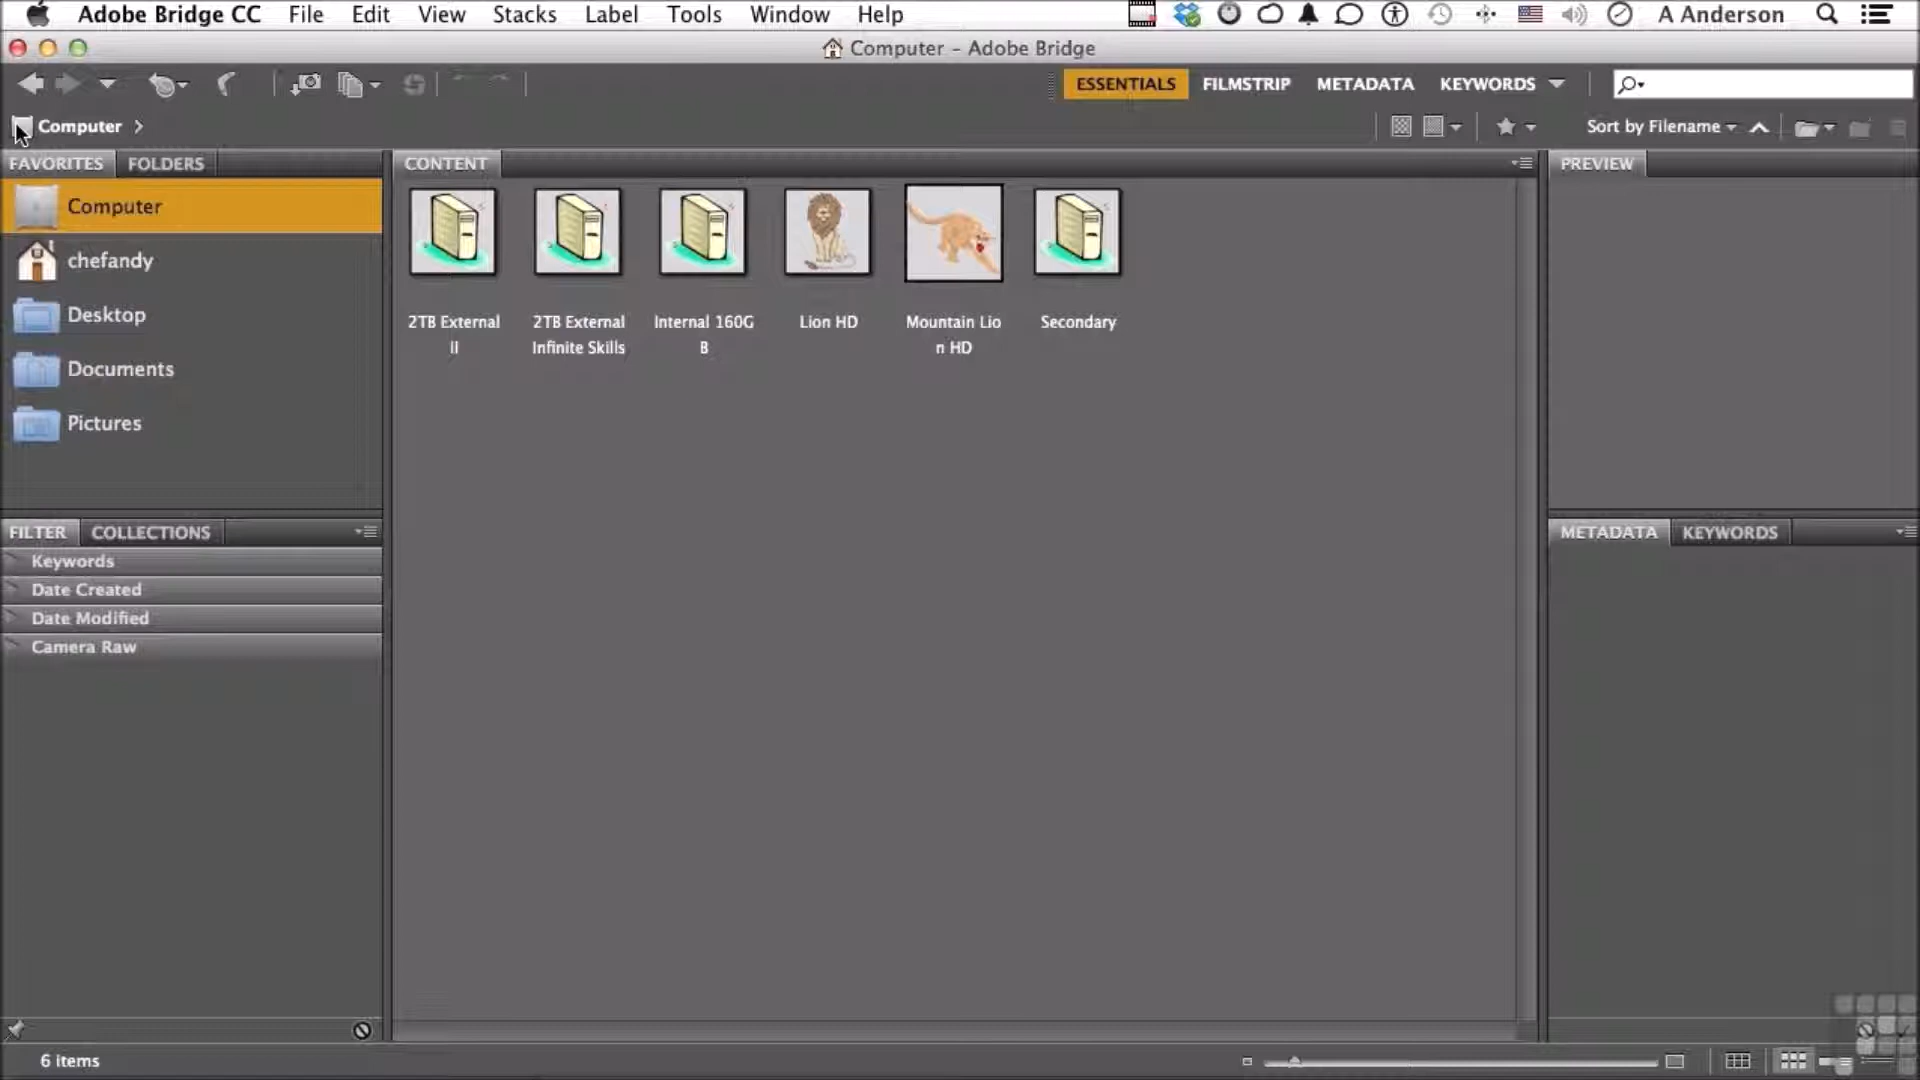 Adobe Bridge CC File Edit View Stacks Label Tools Window Help A Anderson
Computer - Adobe Bridge
ESSENTIALS FILMSTRIP METADATA KEYWORDS
Computer
Sort by Filename
FAVORITES FOLDERS
CONTENT
PREVIEW
Computer
chefandy
Desktop
Documents
Pictures
2TB External
II
2TB External
Infinite Skills
Internal 160G
B
Lion HD
Mountain Lio
n HD
Secondary
FILTER COLLECTIONS
Keywords
Date Created
Date Modified
Camera Raw
METADATA KEYWORDS
6 items